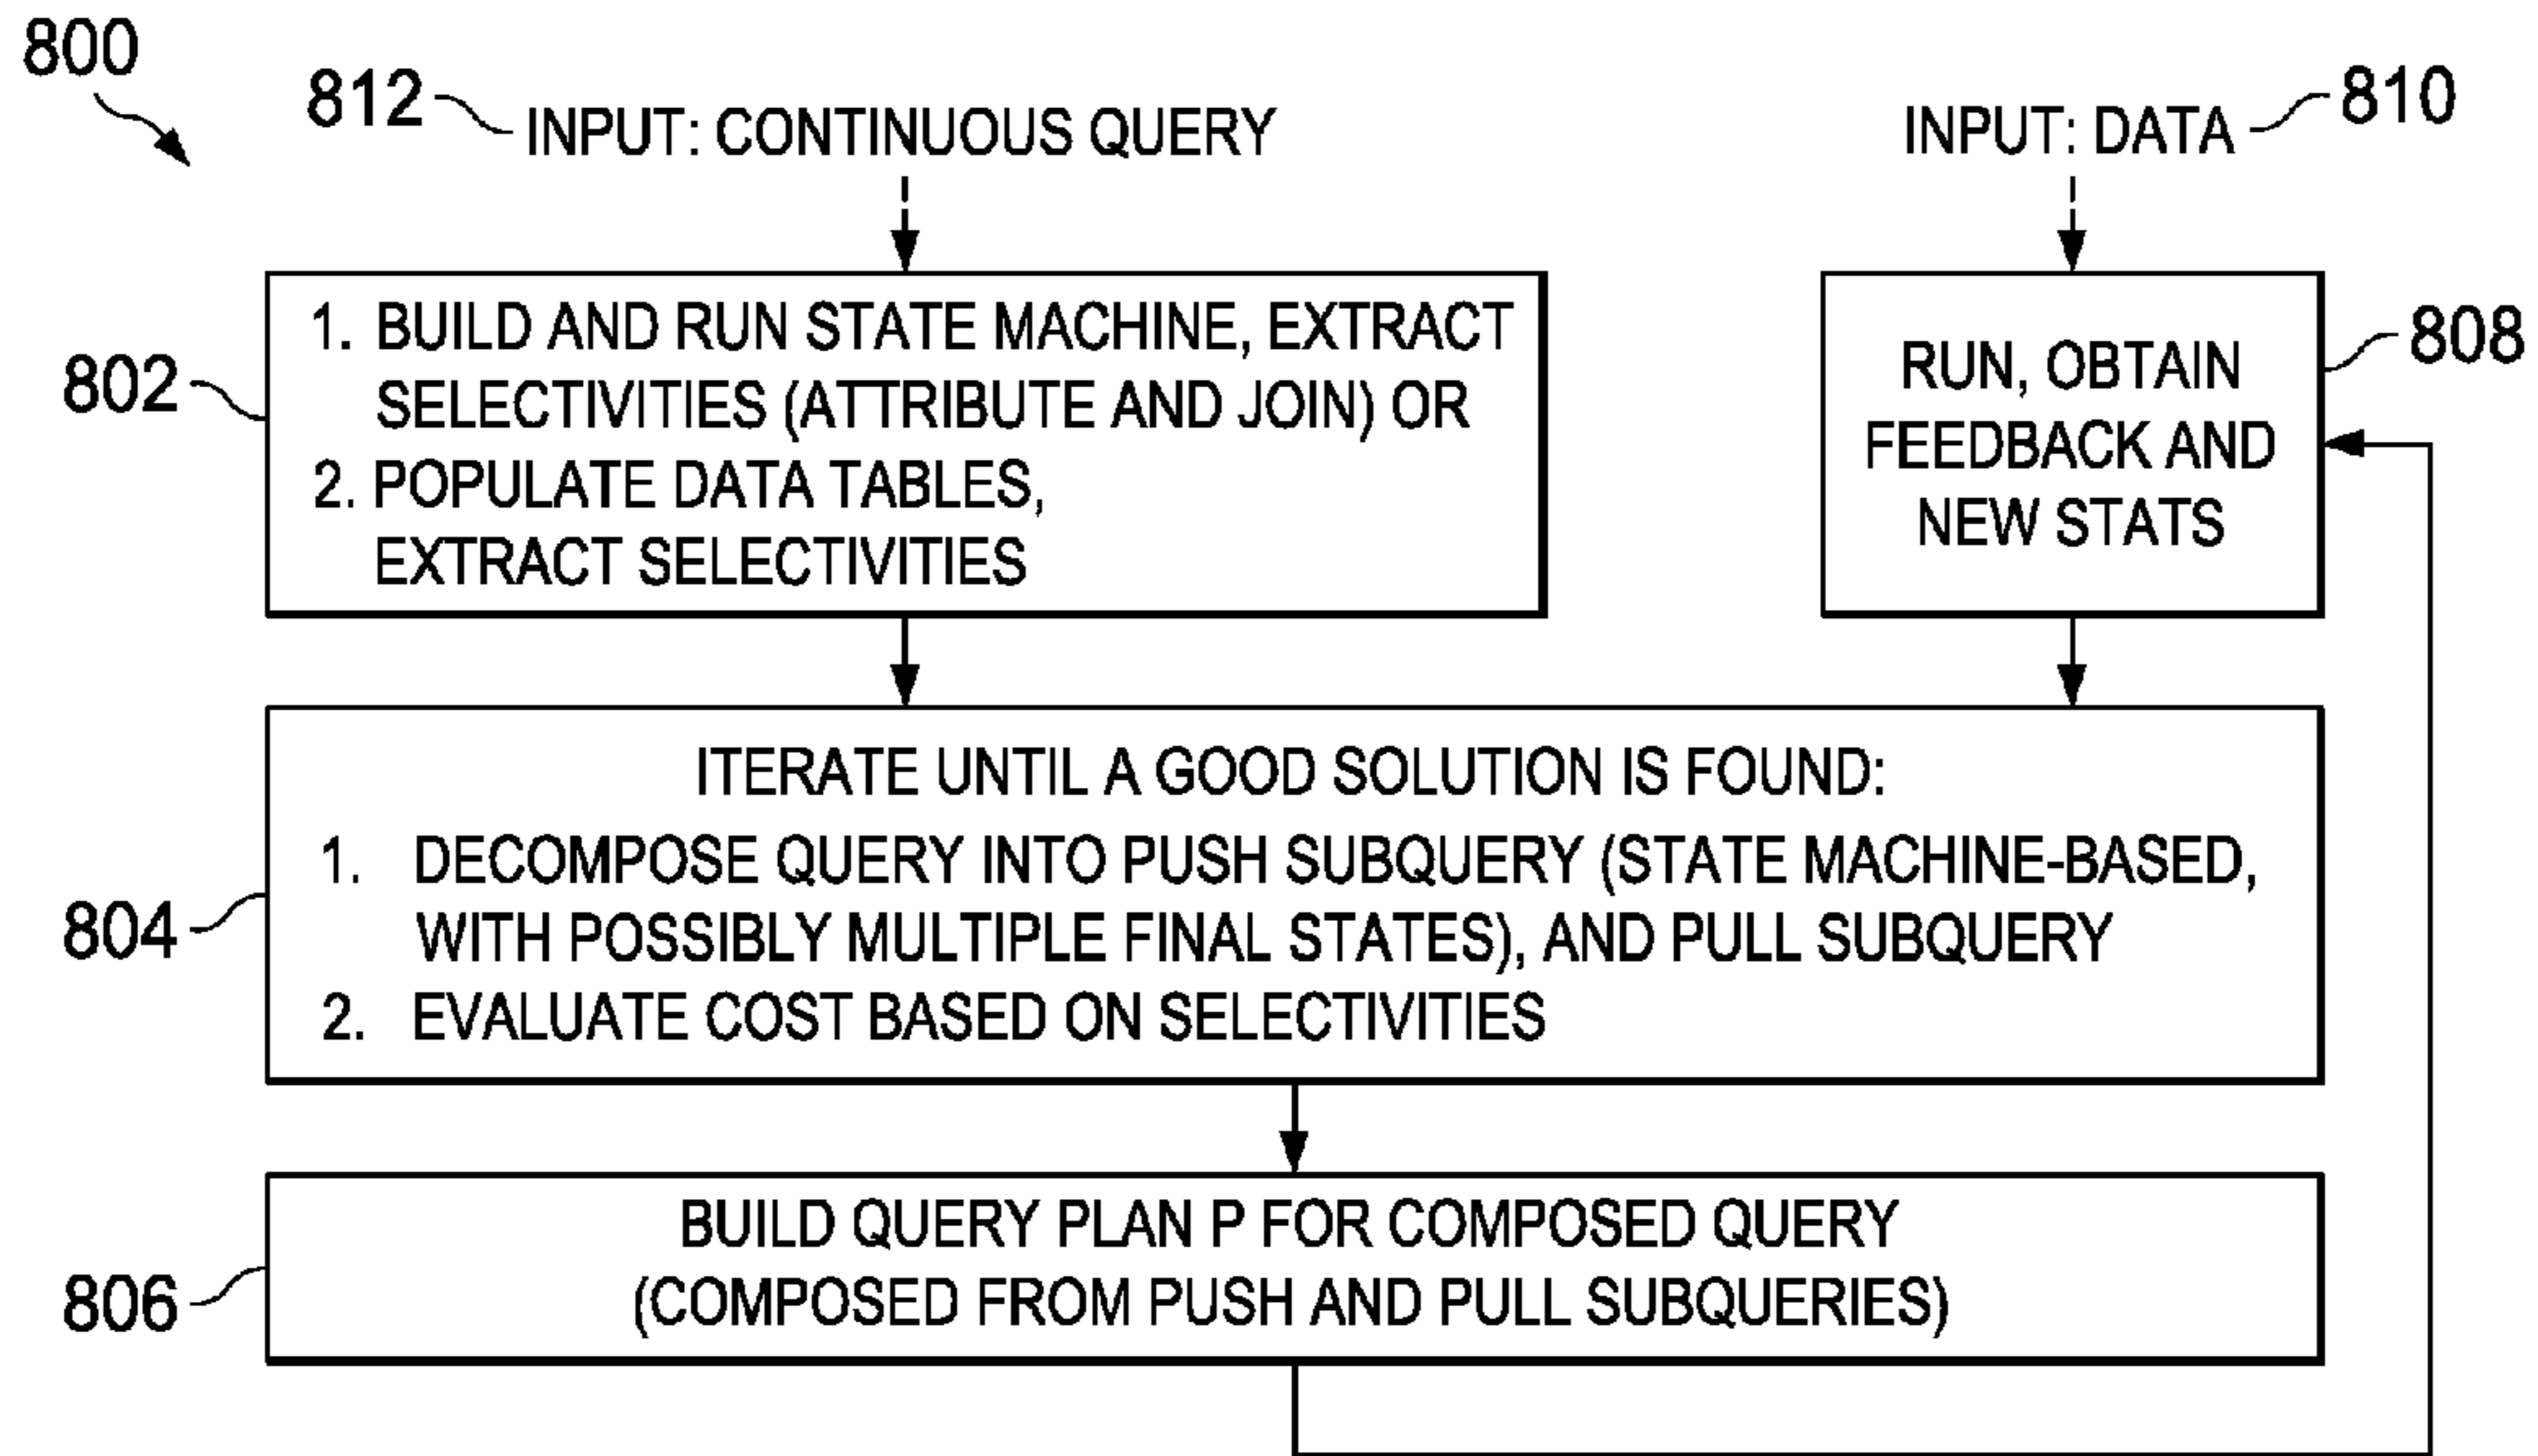 800
812
INPUT: CONTINUOUS QUERY
INPUT: DATA
810
802
1. BUILD AND RUN STATE MACHINE, EXTRACT
SELECTIVITIES (ATTRIBUTE AND JOIN) OR
2. POPULATE DATA TABLES,
EXTRACT SELECTIVITIES
RUN, OBTAIN
FEEDBACK AND
NEW STATS
808
804
ITERATE UNTIL A GOOD SOLUTION IS FOUND:
1. DECOMPOSE QUERY INTO PUSH SUBQUERY (STATE MACHINE-BASED,
WITH POSSIBLY MULTIPLE FINAL STATES), AND PULL SUBQUERY
2. EVALUATE COST BASED ON SELECTIVITIES
806
BUILD QUERY PLAN P FOR COMPOSED QUERY
(COMPOSED FROM PUSH AND PULL SUBQUERIES)